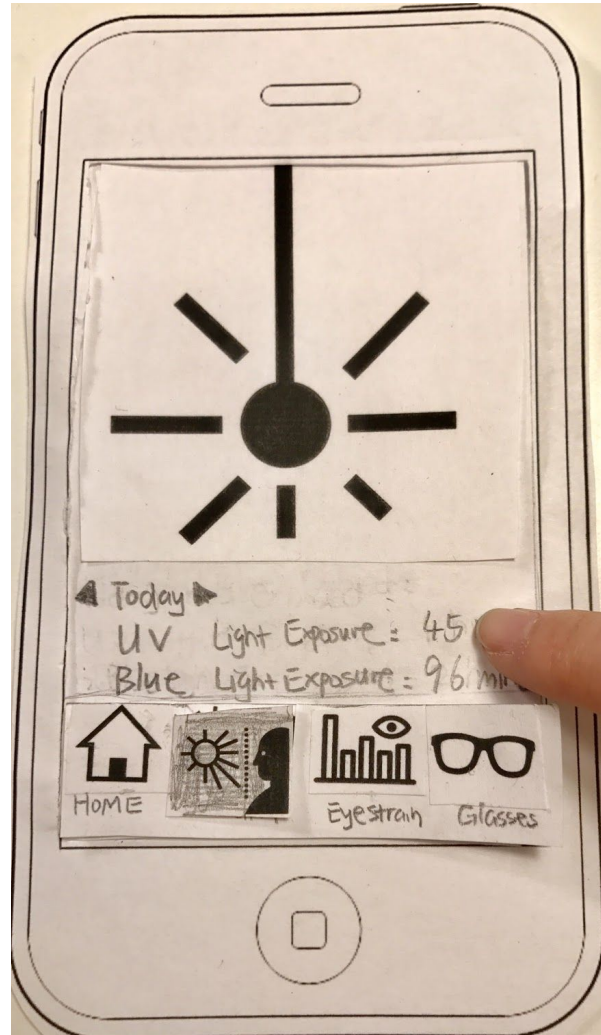 Today
UV Light Exposure: 45
Blue Light Exposure: 96
HOME
Eyestrain
Glasses